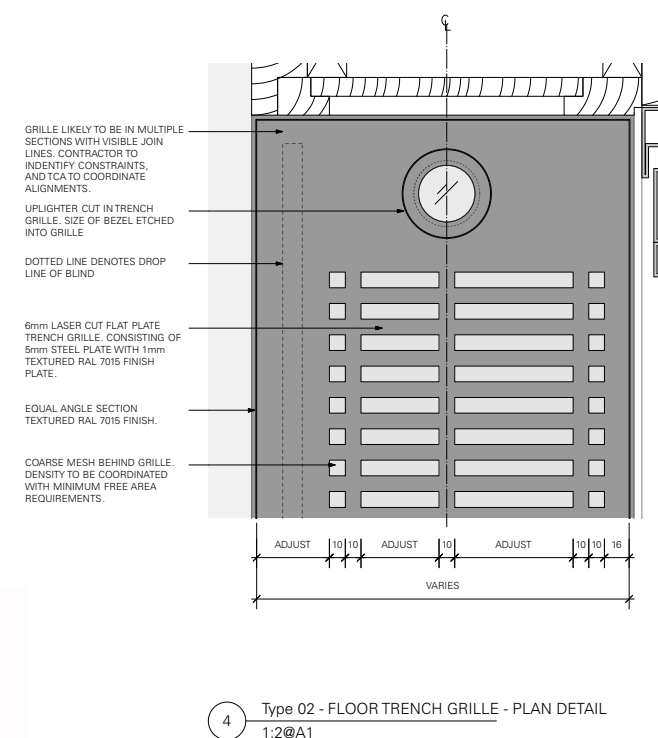 ℄
GRILLE LIKELY TO BE IN MULTIPLE
SECTIONS WITH VISIBLE JOIN
LINES. CONTRACTOR TO
INDENTIFY CONSTRAINTS,
AND TCA TO COORDINATE
ALIGNMENTS.
UPLIGHTER CUT IN TRENCH
GRILLE. SIZE OF BEZEL ETCHED
INTO GRILLE
DOTTED LINE DENOTES DROP
LINE OF BLIND
6mm LASER CUT FLAT PLATE
TRENCH GRILLE. CONSISTING OF
5mm STEEL PLATE WITH 1mm
TEXTURED RAL 7015 FINISH
PLATE.
EQUAL ANGLE SECTION
TEXTURED RAL 7015 FINISH.
COARSE MESH BEHIND GRILLE.
DENSITY TO BE COORDINATED
WITH MINIMUM FREE AREA
REQUIREMENTS.
ADJUST 10 10 ADJUST 10 ADJUST 10 10 16
VARIES
4 Type 02 - FLOOR TRENCH GRILLE - PLAN DETAIL
1:2@A1